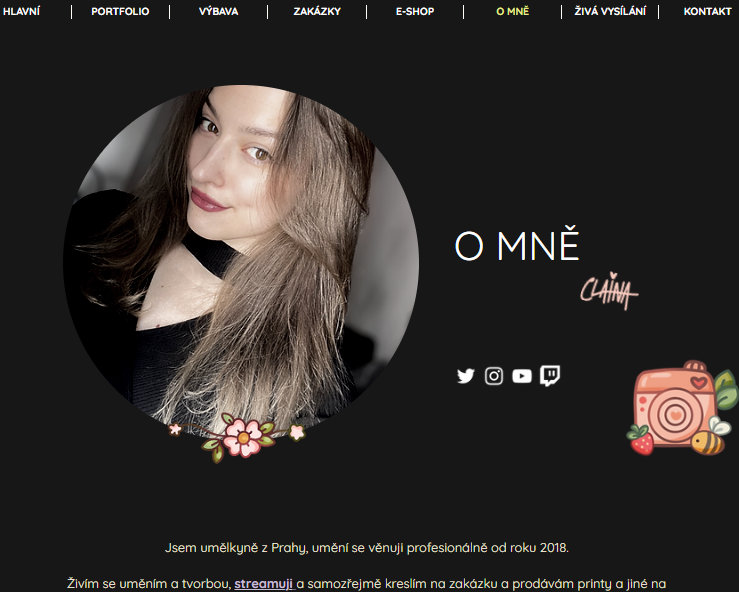 HLAVNÍ
PORTFOLIO
VÝBAVA
ZAKÁZKY
E-SHOP
O MNĚ
ŽIVÁ VYSÍLÁNÍ
KONTAKT
O MNĚ
CLAINA
Jsem umělkyně z Prahy, umění se věnuji profesionálně od roku 2018.
Živím se uměním a tvorbou, streamuji a samozřejmě kreslím na zakázku a prodávám printy a jiné na